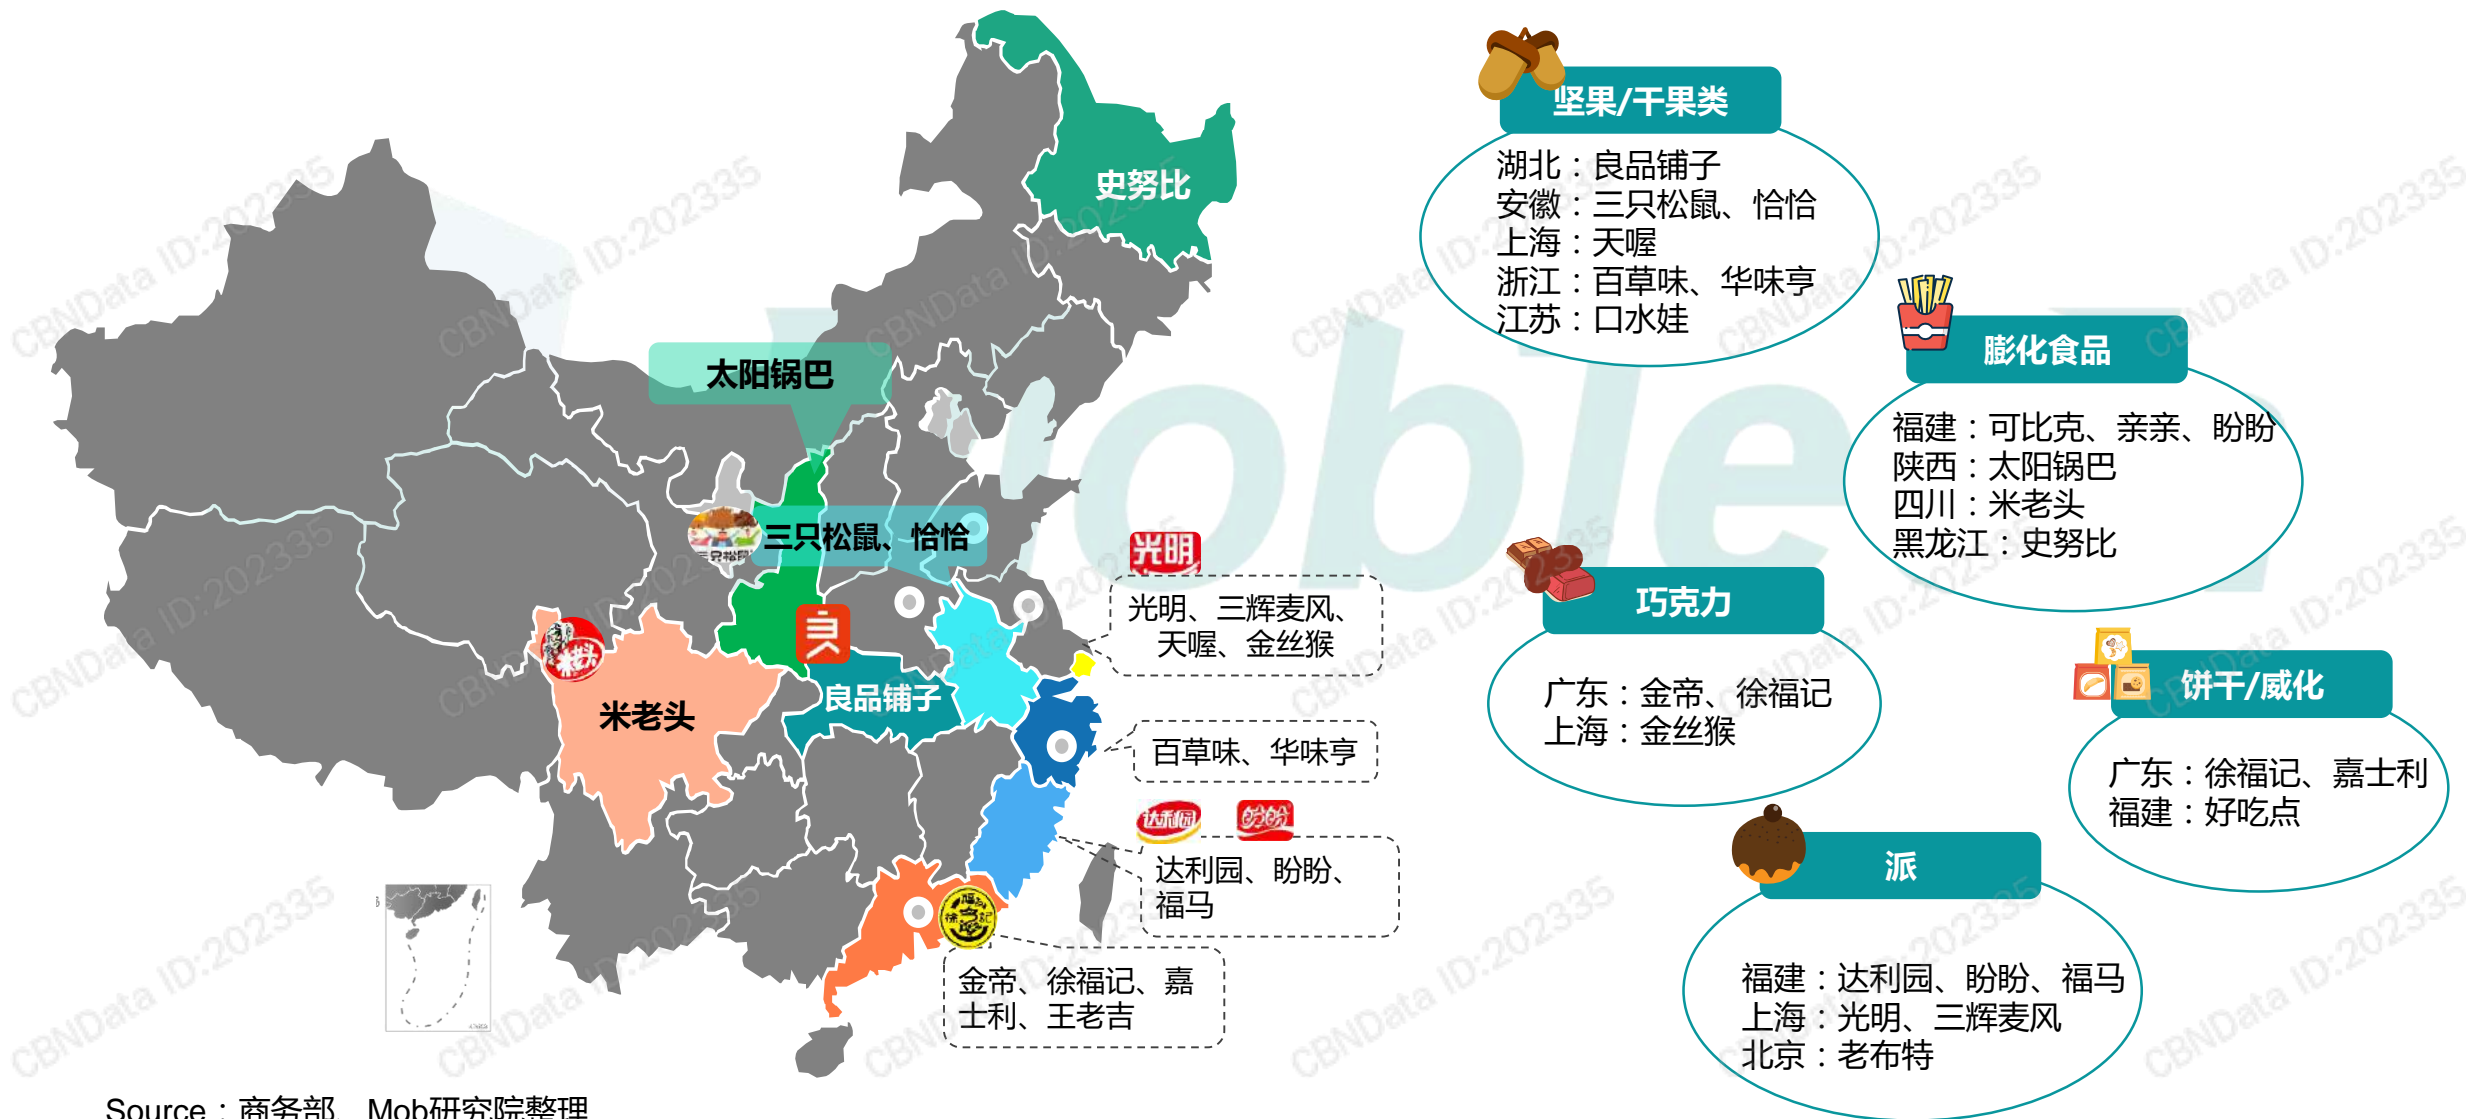 史努比
太阳锅巴
三只松鼠、恰恰
光明
光明、三辉麦风、
天喔、金丝猴
米老头
良品铺子
百草味、华味亨
达利园
盼盼
达利园、盼盼、
福马
金帝、徐福记、嘉
士利、王老吉
坚果/干果类
湖北：良品铺子
安徽：三只松鼠、恰恰
上海：天喔
浙江：百草味、华味亨
江苏：口水娃
膨化食品
福建：可比克、亲亲、盼盼
陕西：太阳锅巴
四川：米老头
黑龙江：史努比
巧克力
广东：金帝、徐福记
上海：金丝猴
饼干/威化
广东：徐福记、嘉士利
福建：好吃点
派
福建：达利园、盼盼、福马
上海：光明、三辉麦风
北京：老布特
Source：商务部、Mob研究院整理
CBNData ID:202335